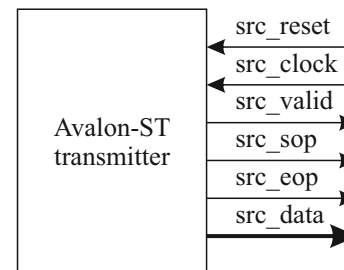 src_reset
src_clock
src_valid
Avalon-ST
transmitter
src_sop
src_eop
src_data